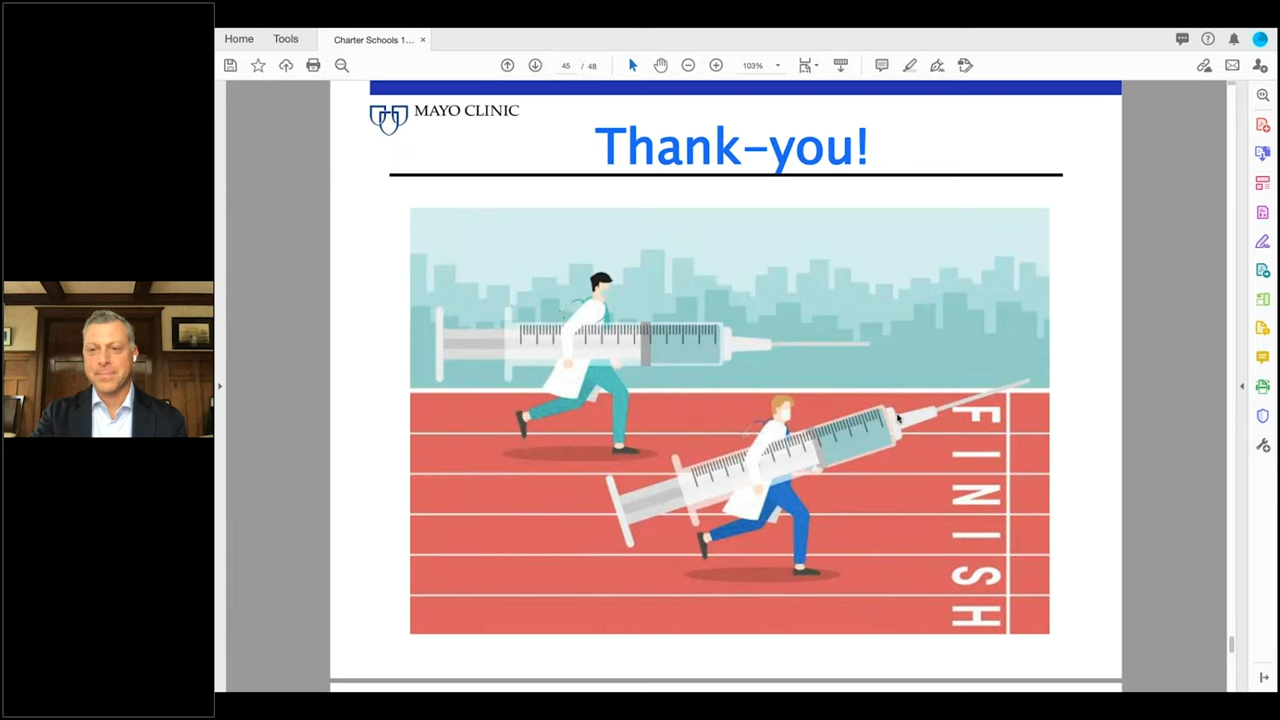 Home
Tools
Charter Schools 1...
×
45 / 48
103%
MAYO CLINIC
Thank-you!
FINISH